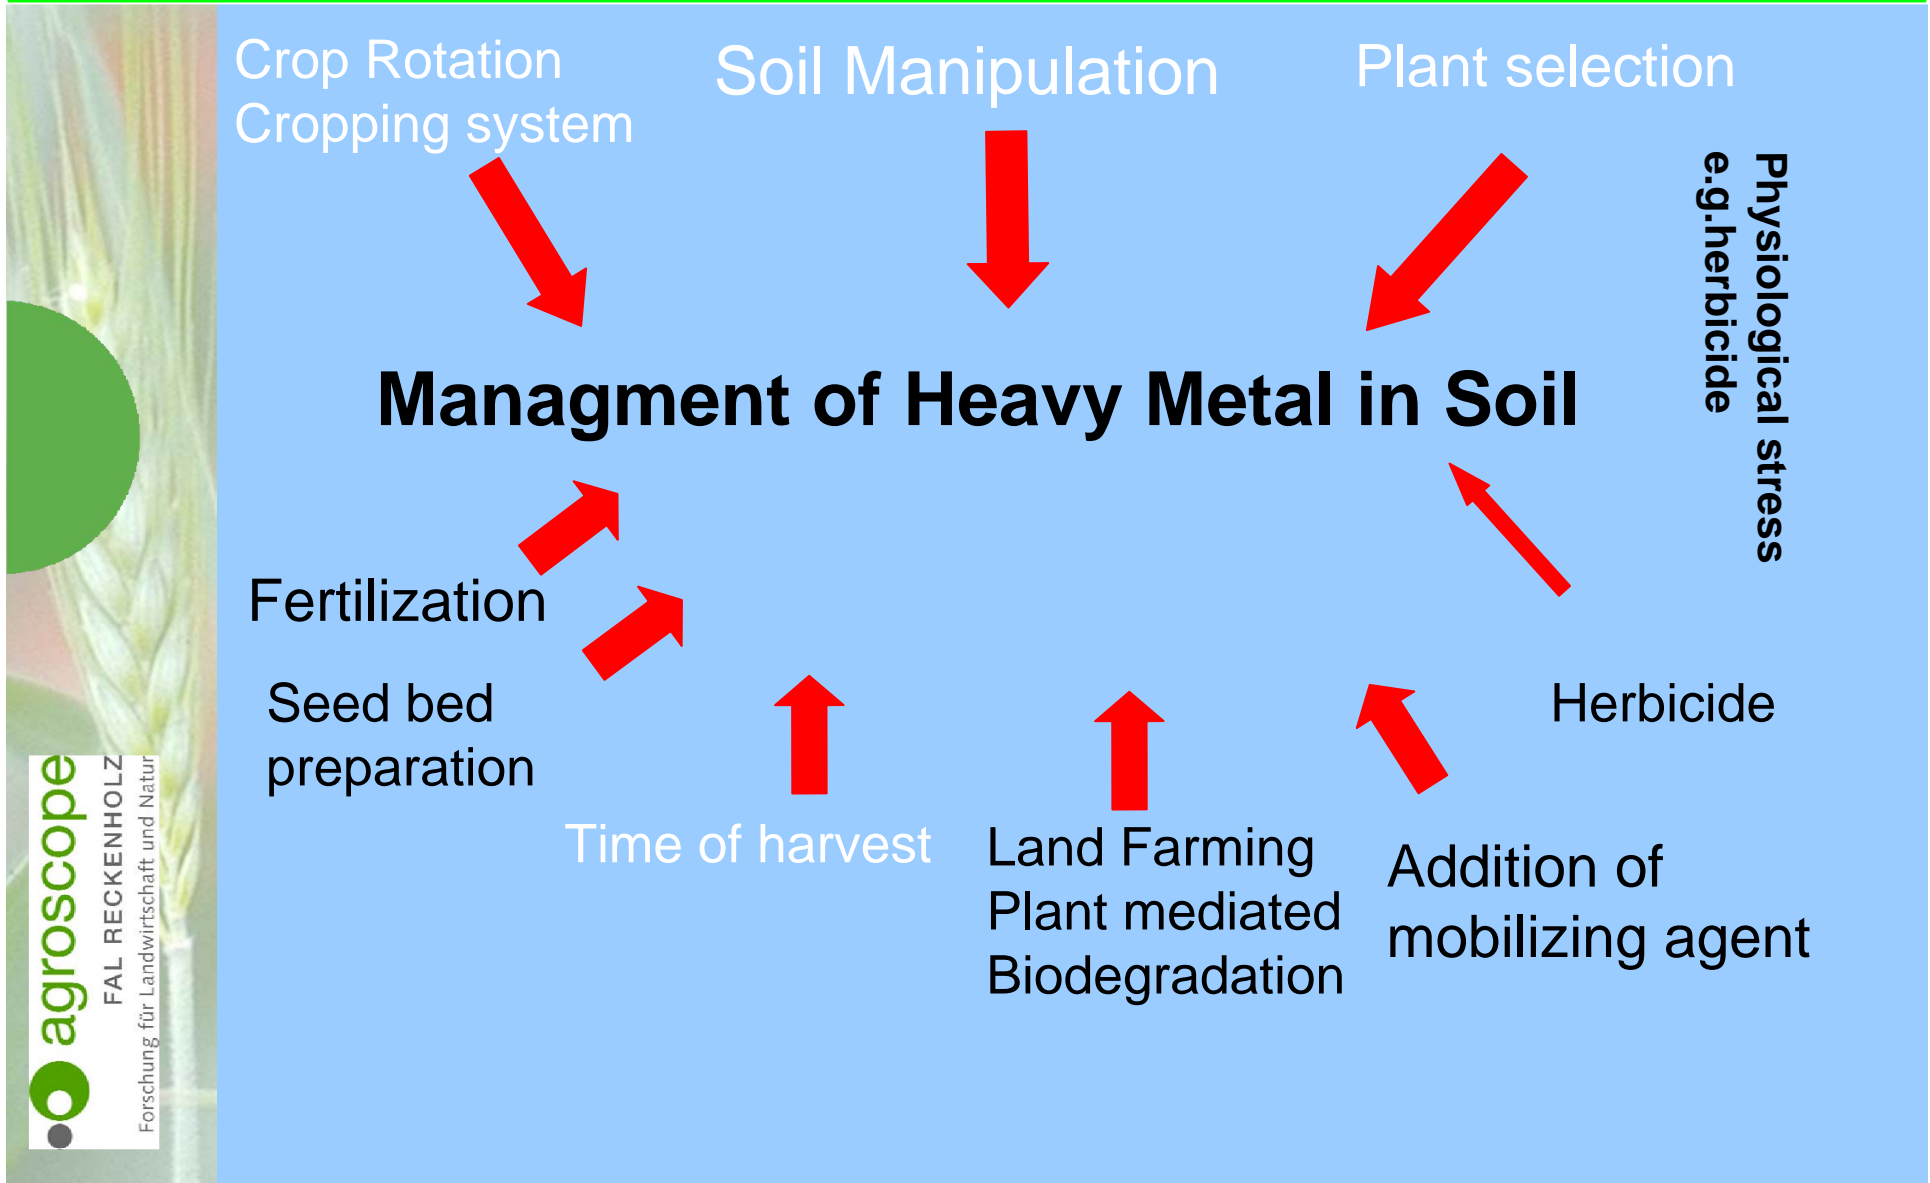 Crop Rotation
Cropping system
Soil Manipulation
Plant selection
Physiological stress
e.g.herbicide
Managment of Heavy Metal in Soil
Fertilization
Seed bed
preparation
Time of harvest
Land Farming
Plant mediated
Biodegradation
Addition of
mobilizing agent
Herbicide
agroscope
FAL RECKENHOLZ
Forschung für Landwirtschaft und Natur